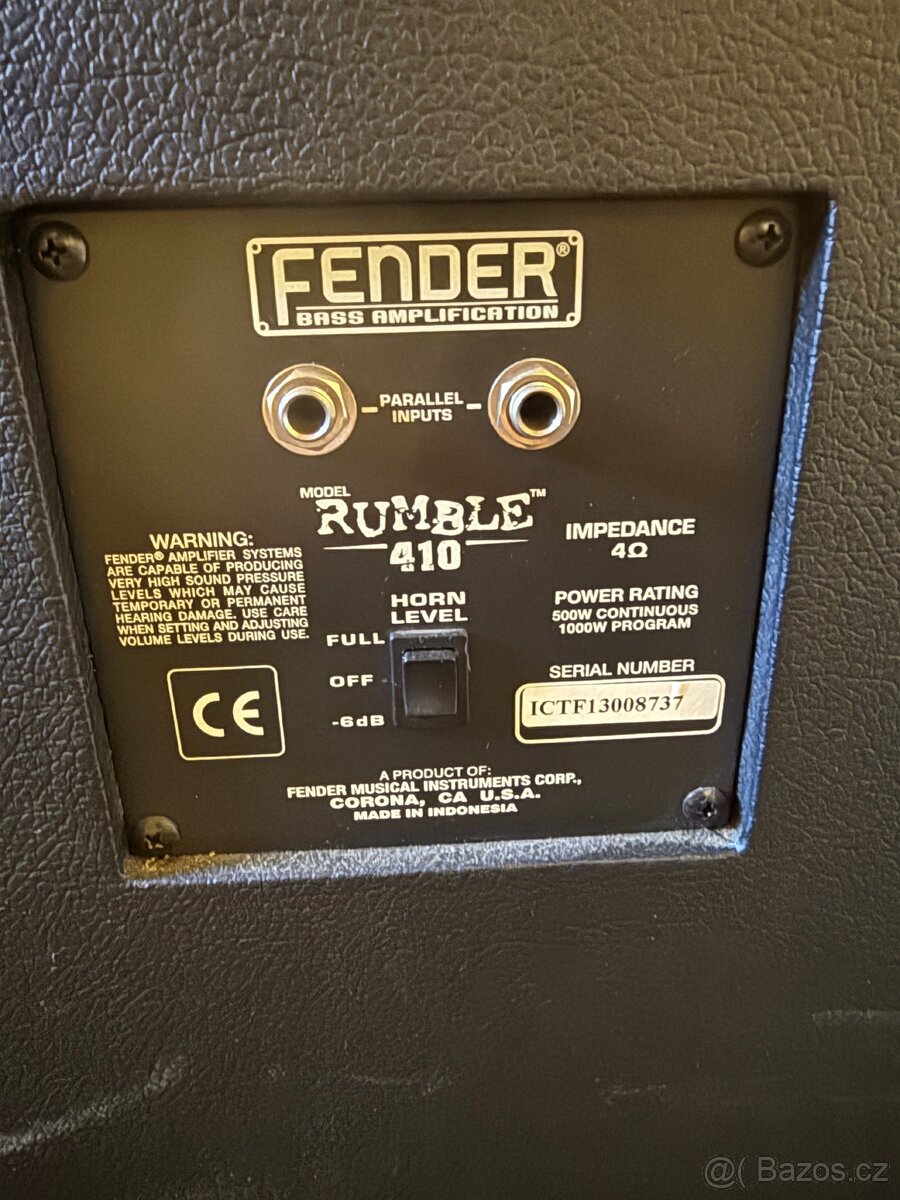 FENDER®
BASS AMPLIFICATION
PARALLEL
INPUTS
MODEL
RUMBLE™
410
WARNING:
FENDER® AMPLIFIER SYSTEMS
ARE CAPABLE OF PRODUCING
VERY HIGH SOUND PRESSURE
LEVELS WHICH MAY CAUSE
TEMPORARY OR PERMANENT
HEARING DAMAGE. USE CARE
WHEN SETTING AND ADJUSTING
VOLUME LEVELS DURING USE.
IMPEDANCE
4Ω
HORN
LEVEL
FULL
OFF
-6dB
POWER RATING
500W CONTINUOUS
1000W PROGRAM
SERIAL NUMBER
ICTF13008737
CE
A PRODUCT OF:
FENDER MUSICAL INSTRUMENTS CORP.,
CORONA, CA U.S.A.
MADE IN INDONESIA
@( Bazos.cz